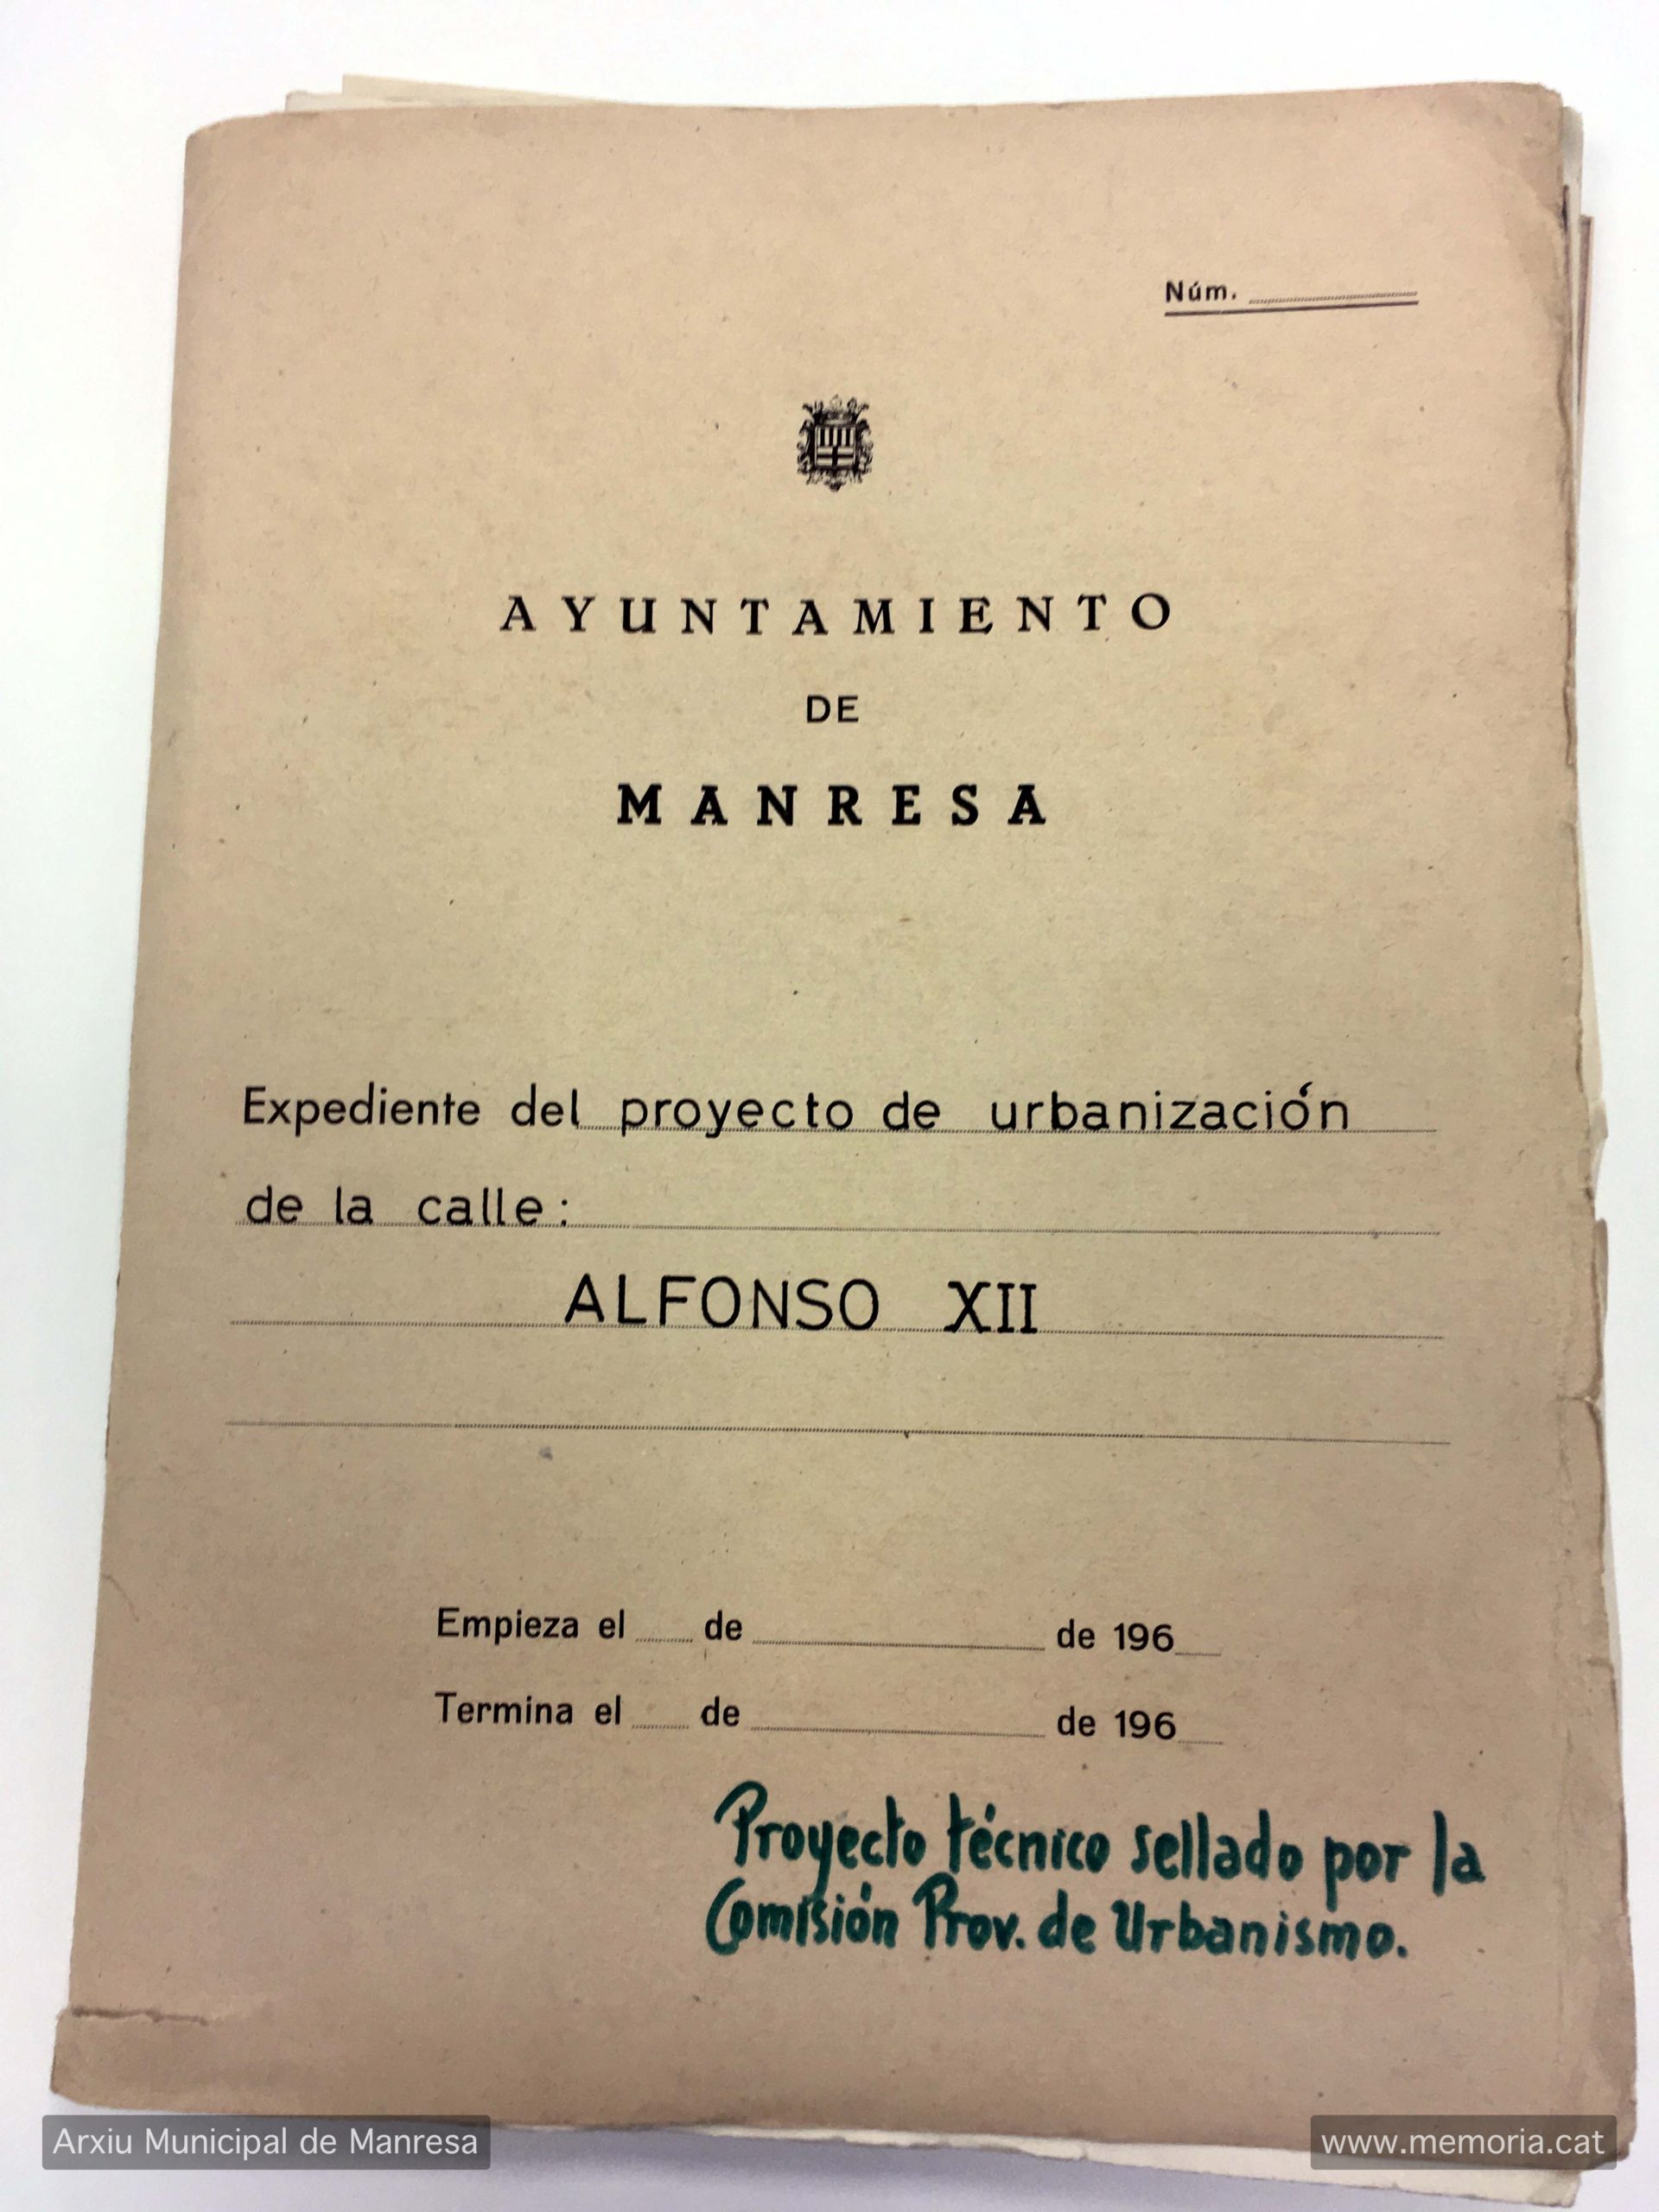 Núm.
AYUNTAMIENTO
DE
MANRESA
Expediente del proyecto de urbanización
de la calle:
ALFONSO XII
Empieza el de de 196
Termina el de de 196
Proyecto técnico sellado por la
Comisión Prov. de Urbanismo.
Arxiu Municipal de Manresa
www.memoria.cat